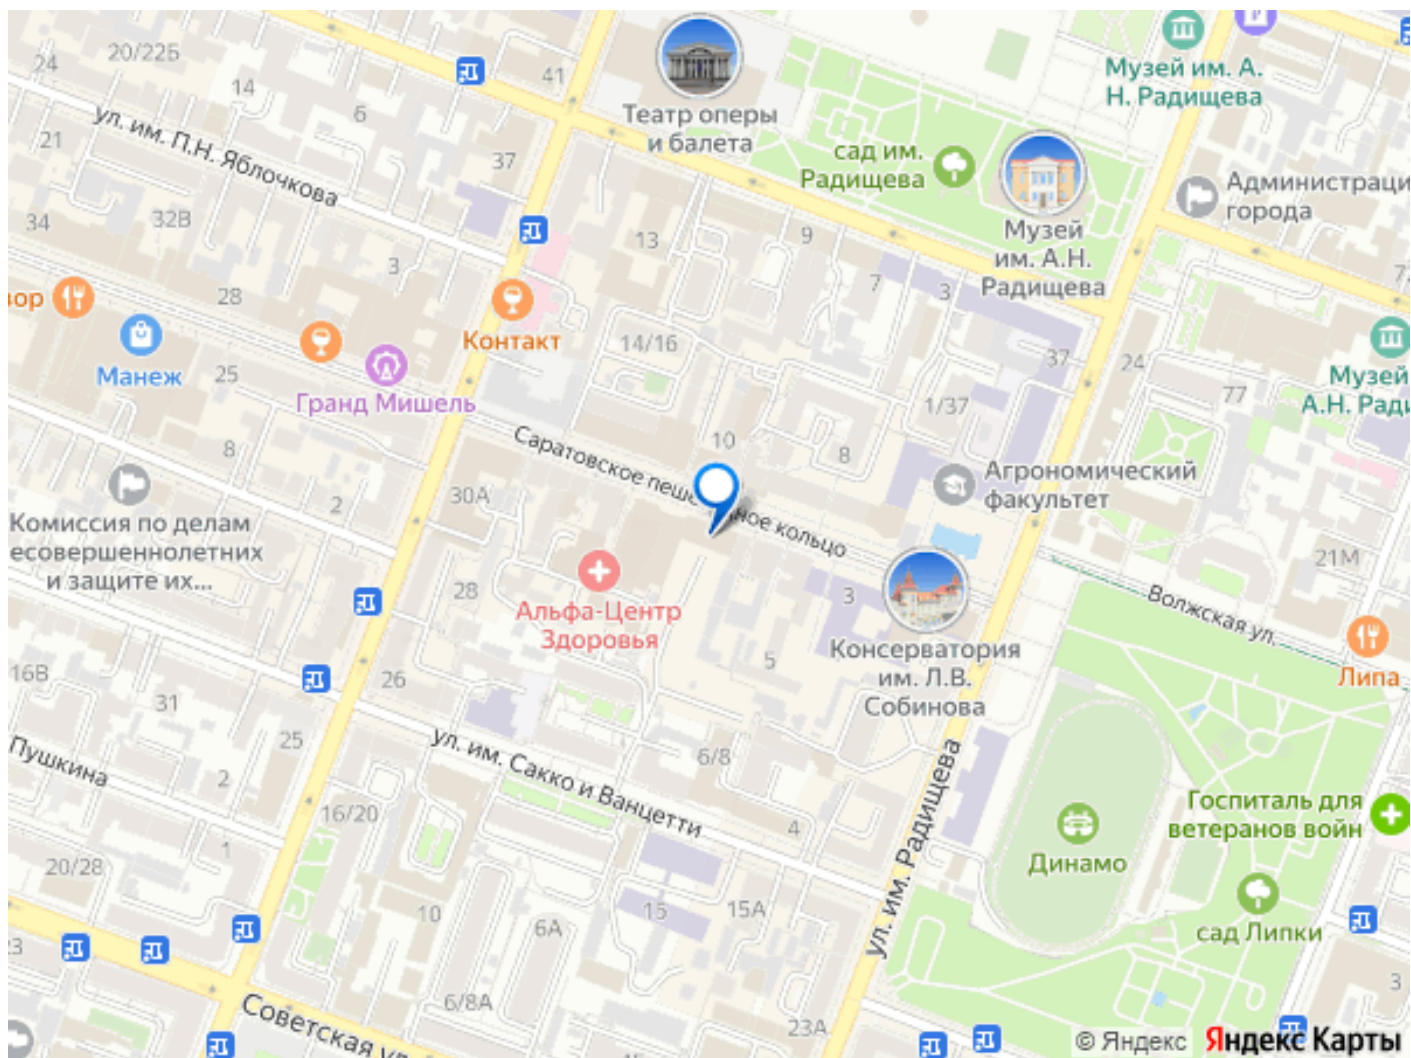 20/22Б
24
14
41
6
Театр оперы
и балета
Музей им. А.
Н. Радищева
ул. им. П.Н. Яблочкова
21
37
сад им.
Радищева
Администраци
города
32В
34
13
9
Музей
им. А.Н.
Радищева
3
28
7
3
72
вор
Контакт
14/16
37
24
Манеж
25
Гранд Мишель
77
Музей
А.Н. Ради
1/37
Саратовское пеше
ное кольцо
10
8
8
30А
2
Агрономический
факультет
Комиссия по делам
есовершеннолетних
и защите их...
21М
28
Альфа-Центр
Здоровья
3
Волжская ул.
Консерватория
им. Л.В.
Собинова
5
Липа
16В
31
26
25
ул. им. Сакко и Ванцетти
6/8
Пушкина
2
ул. им. Радищева
16/20
4
Госпиталь для
ветеранов войн
Динамо
1
20/28
10
6А
15
15А
сад Липки
23
3
6/8А
Советская ул.
23А
© Яндекс
Яндекс Карты